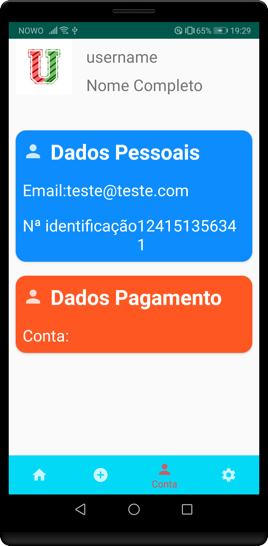 NOWO 65% 19:29
U
username
Nome Completo
Dados Pessoais
Email:teste@teste.com
Nª identificação12415135634
1
Dados Pagamento
Conta:
Conta